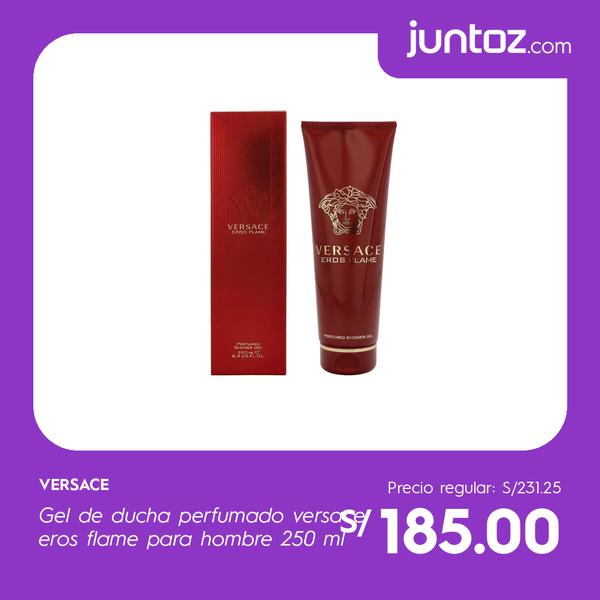 juntoz.com
VERSACE
EROS FLAME
PERFUMED
SHOWER GEL
250 ml ℮
8.4 US FL.Oz.
VERSACE
EROS FLAME
PERFUMED SHOWER GEL
VERSACE
Gel de ducha perfumado versace
eros flame para hombre 250 ml
Precio regular: S/231.25
S/ 185.00